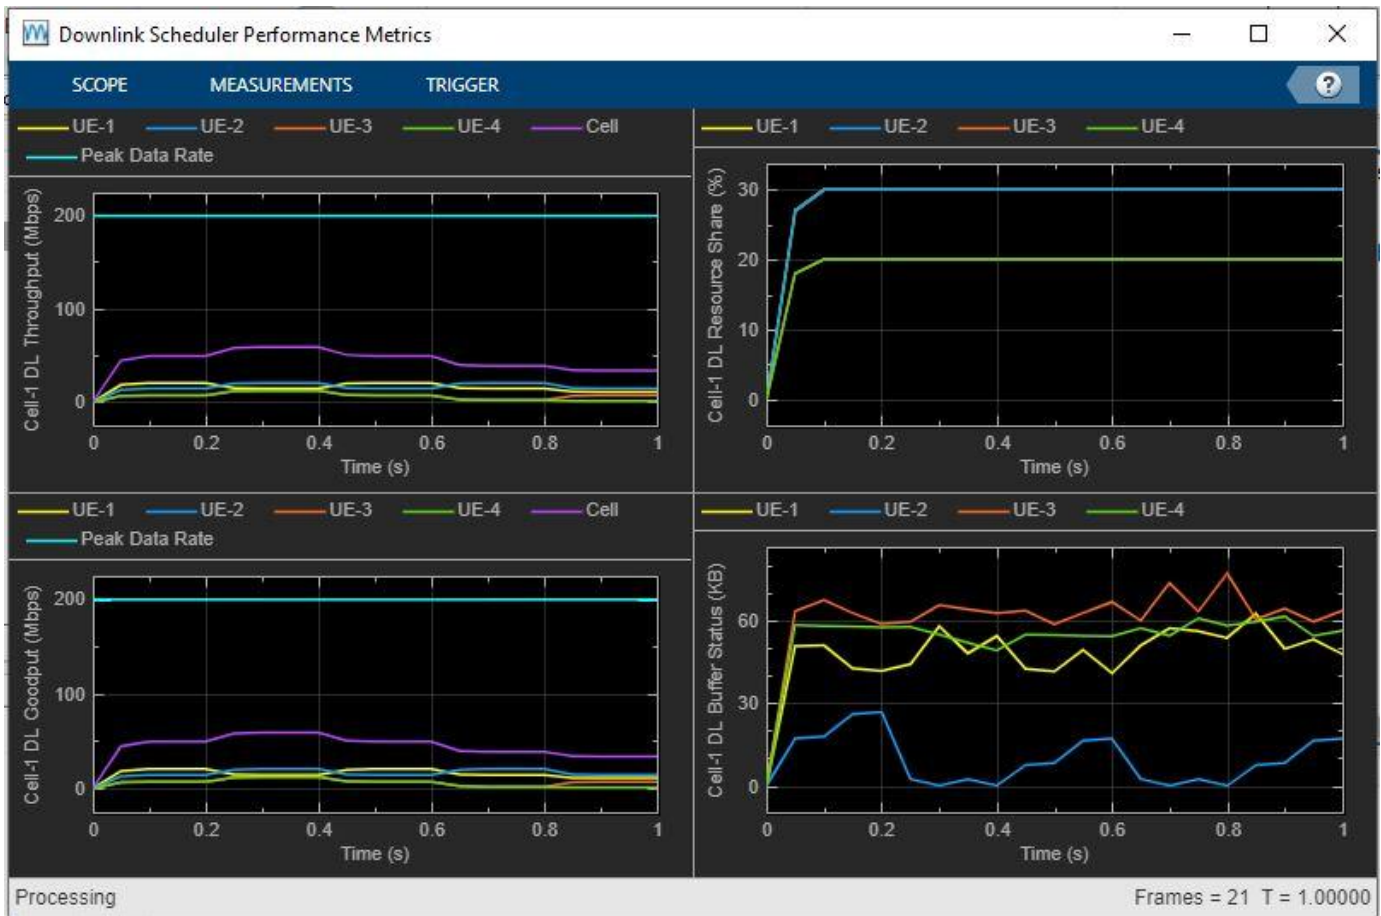 Downlink Scheduler Performance Metrics
SCOPE MEASUREMENTS TRIGGER ?
UE-1 UE-2 UE-3 UE-4 Cell
Peak Data Rate
Cell-1 DL Throughput (Mbps)
200
100
0
0 0.2 0.4 0.6 0.8 1
Time (s)
UE-1 UE-2 UE-3 UE-4
Cell-1 DL Resource Share (%)
30
20
10
0
0 0.2 0.4 0.6 0.8 1
Time (s)
UE-1 UE-2 UE-3 UE-4 Cell
Peak Data Rate
Cell-1 DL Goodput (Mbps)
200
100
0
0 0.2 0.4 0.6 0.8 1
Time (s)
UE-1 UE-2 UE-3 UE-4
Cell-1 DL Buffer Status (KB)
60
30
0
0 0.2 0.4 0.6 0.8 1
Time (s)
Processing Frames = 21 T = 1.00000